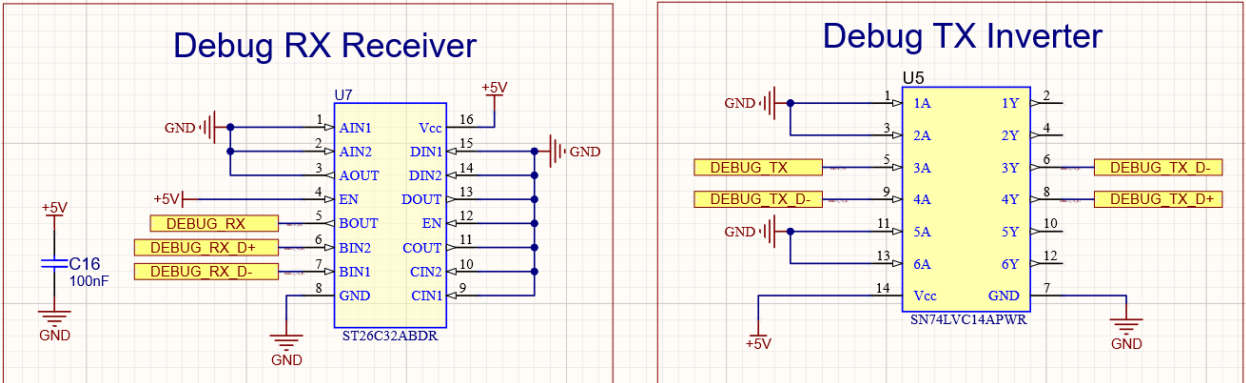 Debug RX Receiver
U7
+5V
GND
1 AIN1 Vcc 16
2 AIN2 DIN1 15
GND
3 AOUT DIN2 14
+5V
4 EN DOUT 13
DEBUG_RX 5 BOUT EN 12
DEBUG_RX_D+ 6 BIN2 COUT 11
DEBUG_RX_D- 7 BIN1 CIN2 10
8 GND CIN1 9
ST26C32ABDR
GND
+5V
C16
100nF
GND
Debug TX Inverter
U5
GND 1 1A 1Y 2
3 2A 2Y 4
DEBUG_TX 5 3A 3Y 6 DEBUG_TX_D-
DEBUG_TX_D- 9 4A 4Y 8 DEBUG_TX_D+
GND 11 5A 5Y 10
13 6A 6Y 12
14 Vcc GND 7
SN74LVC14APWR
+5V
GND